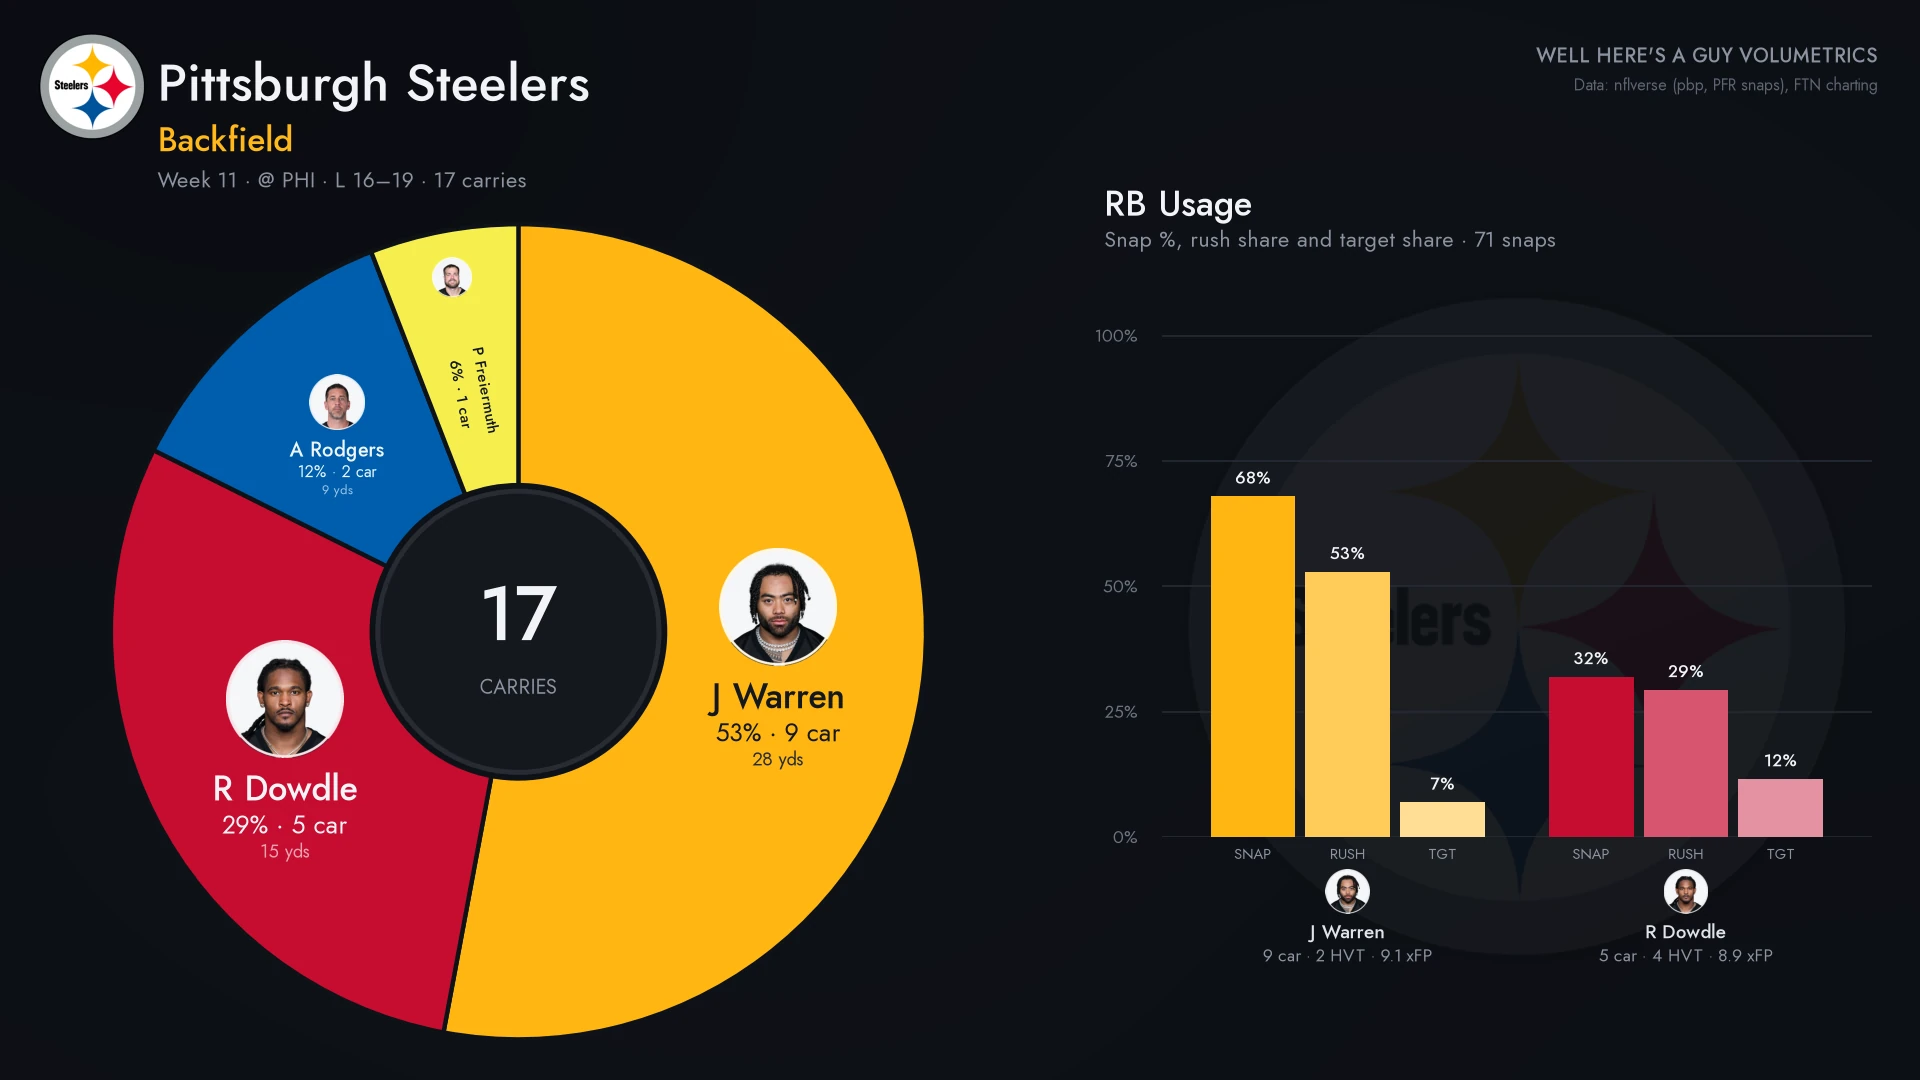 Steelers
Pittsburgh Steelers
Backfield
Week 11 · @ PHI · L 16–19 · 17 carries
WELL HERE'S A GUY VOLUMETRICS
Data: nflverse (pbp, PFR snaps), FTN charting
P Freiermuth
6% · 1 car
A Rodgers
12% · 2 car
9 yds
17
CARRIES
J Warren
53% · 9 car
28 yds
R Dowdle
29% · 5 car
15 yds
RB Usage
Snap %, rush share and target share · 71 snaps
100%
75%
50%
25%
0%
Steelers
68%
53%
7%
32%
29%
12%
SNAP
RUSH
TGT
SNAP
RUSH
TGT
J Warren
9 car · 2 HVT · 9.1 xFP
R Dowdle
5 car · 4 HVT · 8.9 xFP